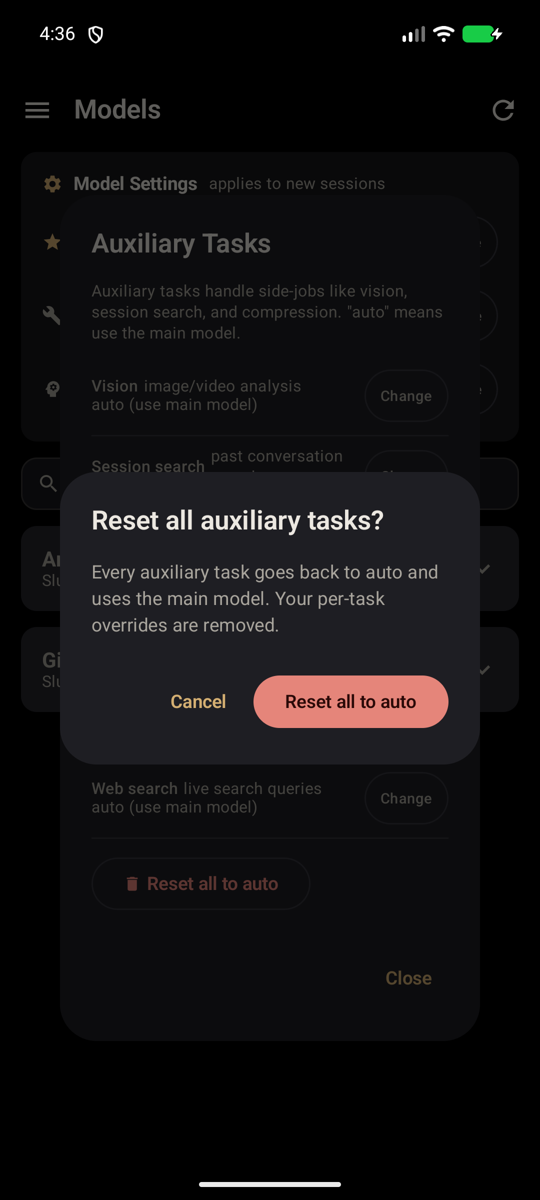 4:36
Models
Model Settings applies to new sessions
Auxiliary Tasks
Auxiliary tasks handle side-jobs like vision,
session search, and compression. "auto" means
use the main model.
Vision image/video analysis
auto (use main model)
Change
Session search past conversation
Reset all auxiliary tasks?
Every auxiliary task goes back to auto and
uses the main model. Your per-task
overrides are removed.
Cancel
Reset all to auto
Web search live search queries
auto (use main model)
Change
Reset all to auto
Close